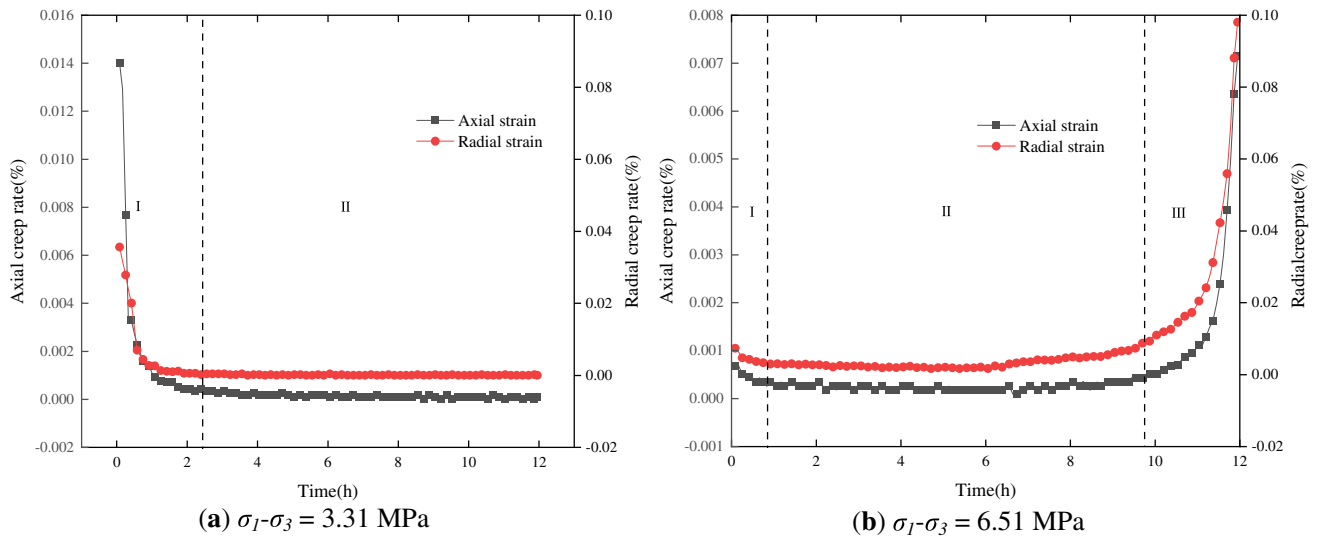 0.016
0.014
0.012
0.010
0.008
0.006
0.004
0.002
0.000
-0.002
Axial creep rate(%)
0.10
0.08
0.06
0.04
0.02
0.00
-0.02
Radial creep rate(%)
Axial strain
Radial strain
I
II
0 2 4 6 8 10 12
Time(h)
(a) σ1-σ3 = 3.31 MPa
0.008
0.007
0.006
0.005
0.004
0.003
0.002
0.001
0.000
-0.001
Axial creep rate(%)
0.10
0.08
0.06
0.04
0.02
0.00
-0.02
Radialcreeprate(%)
Axial strain
Radial strain
I
II
III
0 2 4 6 8 10 12
Time(h)
(b) σ1-σ3 = 6.51 MPa